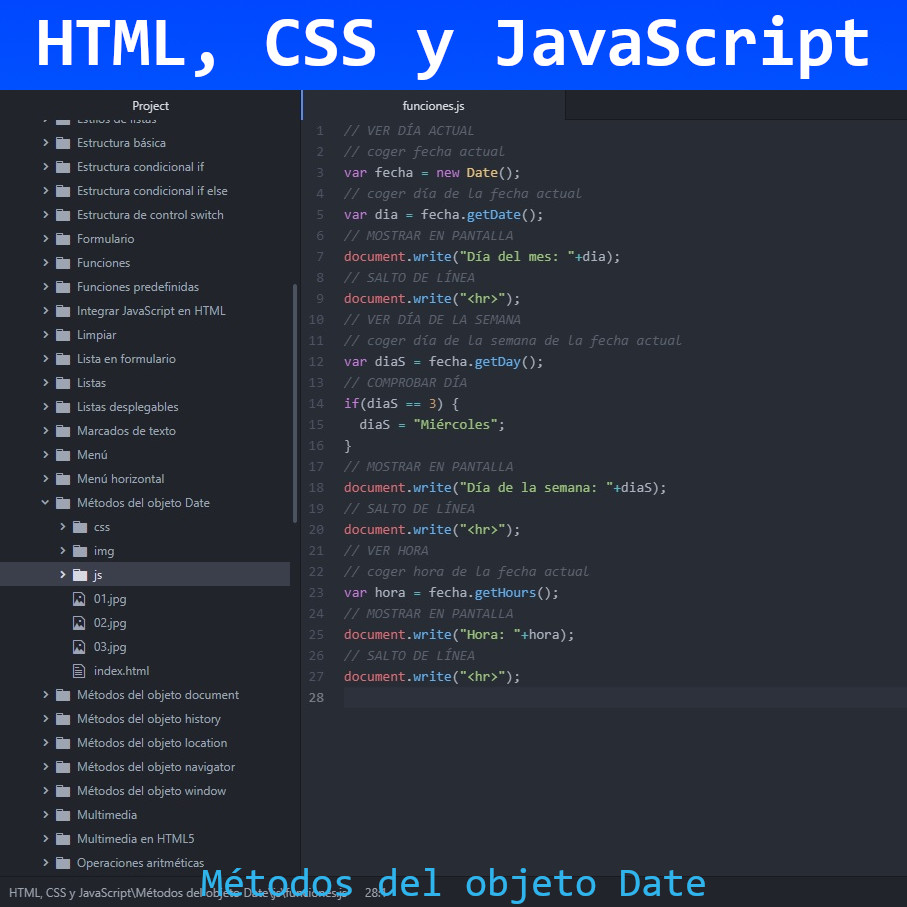 HTML, CSS y JavaScript
Project
funciones.js
Estilos de listas
Estructura básica
Estructura condicional if
Estructura condicional if else
Estructura de control switch
Formulario
Funciones
Funciones predefinidas
Integrar JavaScript en HTML
Limpiar
Lista en formulario
Listas
Listas desplegables
Marcados de texto
Menú
Menú horizontal
Métodos del objeto Date
css
img
js
01.jpg
02.jpg
03.jpg
index.html
Métodos del objeto document
Métodos del objeto history
Métodos del objeto location
Métodos del objeto navigator
Métodos del objeto window
Multimedia
Multimedia en HTML5
Operaciones aritméticas
1 // VER DÍA ACTUAL
2 // coger fecha actual
3 var fecha = new Date();
4 // coger día de la fecha actual
5 var dia = fecha.getDate();
6 // MOSTRAR EN PANTALLA
7 document.write("Día del mes: "+dia);
8 // SALTO DE LÍNEA
9 document.write("<hr>");
10 // VER DÍA DE LA SEMANA
11 // coger día de la semana de la fecha actual
12 var diaS = fecha.getDay();
13 // COMPROBAR DÍA
14 if(diaS == 3) {
15   diaS = "Miércoles";
16 }
17 // MOSTRAR EN PANTALLA
18 document.write("Día de la semana: "+diaS);
19 // SALTO DE LÍNEA
20 document.write("<hr>");
21 // VER HORA
22 // coger hora de la fecha actual
23 var hora = fecha.getHours();
24 // MOSTRAR EN PANTALLA
25 document.write("Hora: "+hora);
26 // SALTO DE LÍNEA
27 document.write("<hr>");
28
HTML, CSS y JavaScript\Métodos del objeto Date\js\funciones.js 28:1
Métodos del objeto Date